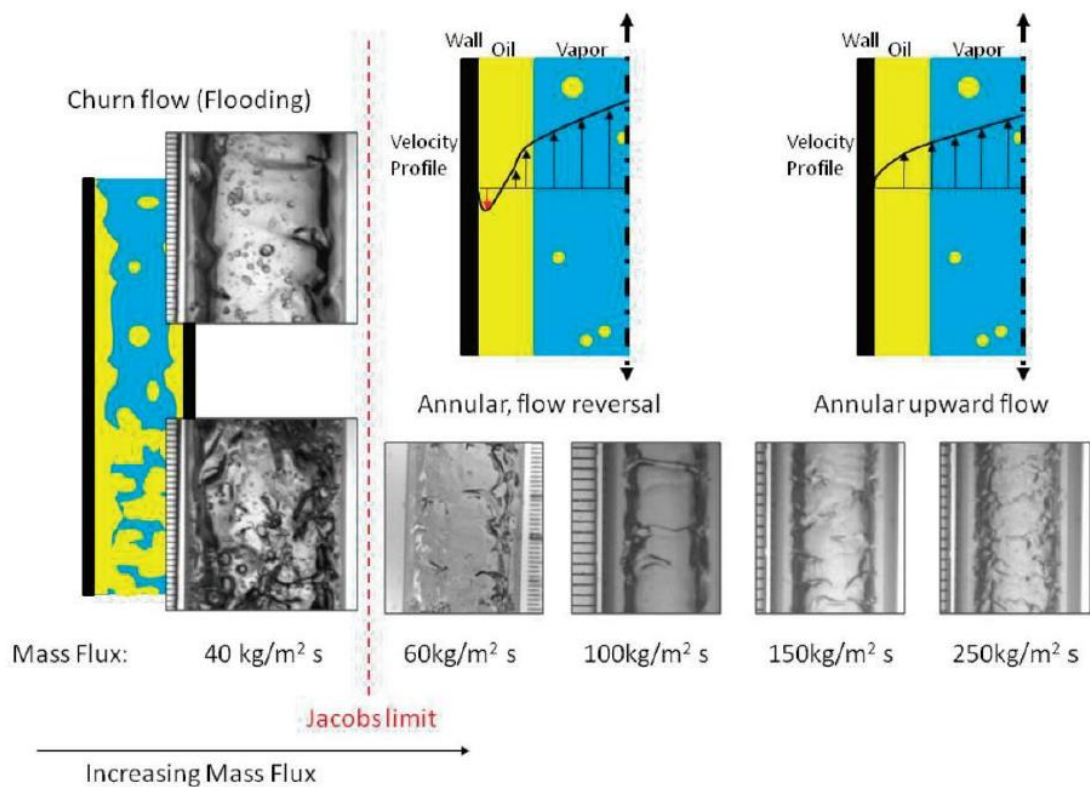 Churn flow (Flooding)
Wall
Oil
Vapor
Velocity
Profile
Wall
Oil
Vapor
Velocity
Profile
Annular, flow reversal
Annular upward flow
Mass Flux:
40 kg/m² s
60kg/m² s
100kg/m² s
150kg/m² s
250kg/m² s
Jacobs limit
Increasing Mass Flux